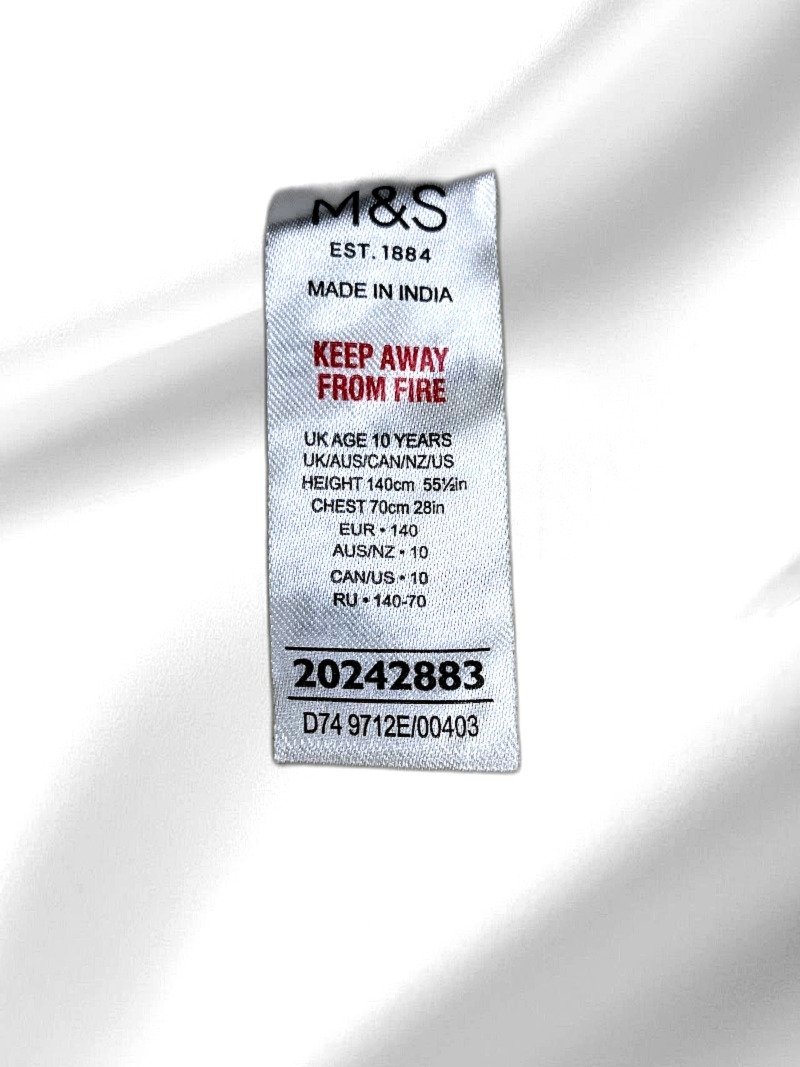 M&S
EST. 1884
MADE IN INDIA
KEEP AWAY
FROM FIRE
UK AGE 10 YEARS
UK/AUS/CAN/NZ/US
HEIGHT 140cm 55½in
CHEST 70cm 28in
EUR • 140
AUS/NZ • 10
CAN/US • 10
RU • 140-70
20242883
D74 9712E/00403